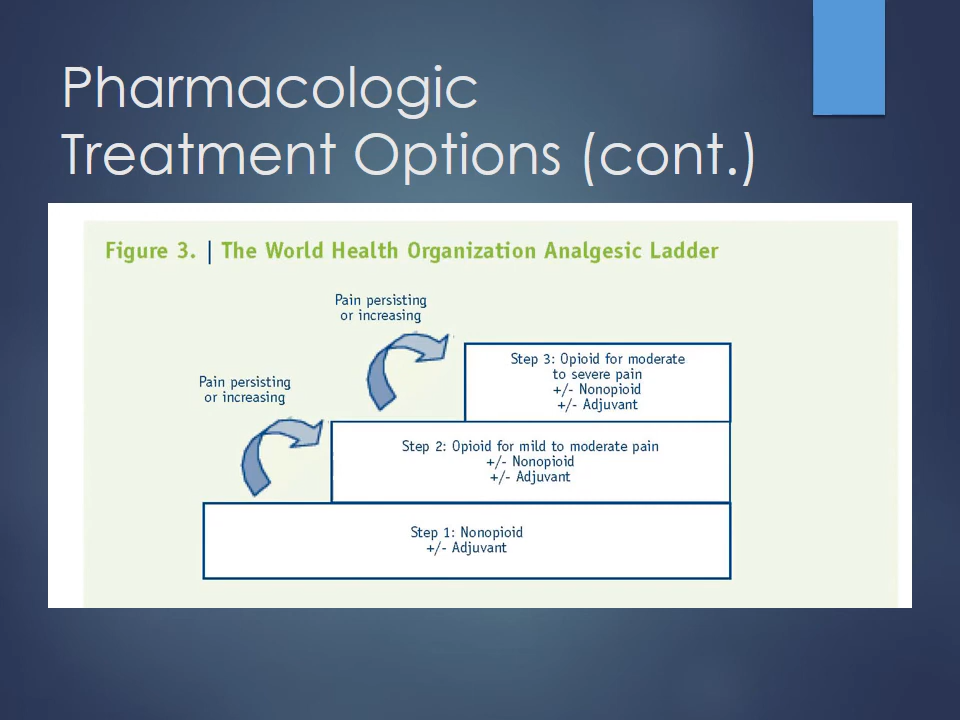 Pharmacologic
Treatment Options (cont.)
Figure 3. | The World Health Organization Analgesic Ladder
Pain persisting
or increasing
Step 3: Opioid for moderate
to severe pain
+/- Nonopioid
+/- Adjuvant
Pain persisting
or increasing
Step 2: Opioid for mild to moderate pain
+/- Nonopioid
+/- Adjuvant
Step 1: Nonopioid
+/- Adjuvant